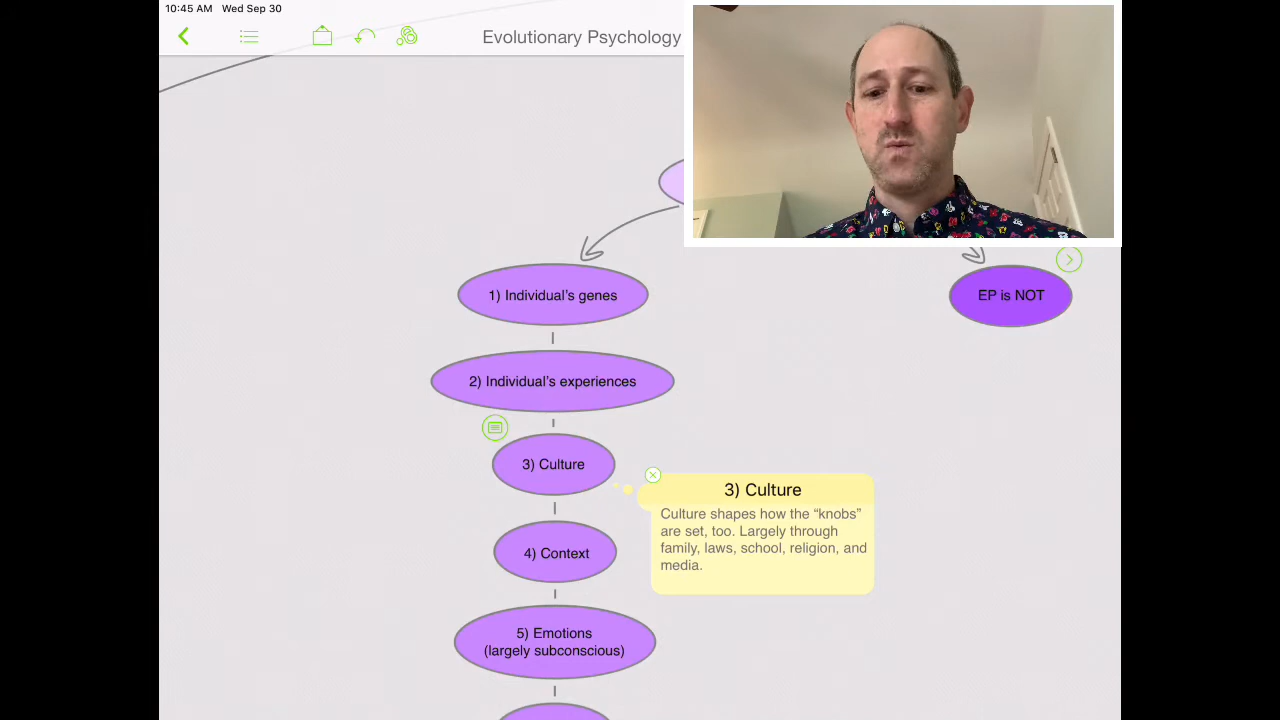 10:45 AM Wed Sep 30
Evolutionary Psychology
1) Individual’s genes
EP is NOT
2) Individual’s experiences
3) Culture
3) Culture
Culture shapes how the “knobs”
are set, too. Largely through
family, laws, school, religion, and
media.
4) Context
5) Emotions
(largely subconscious)